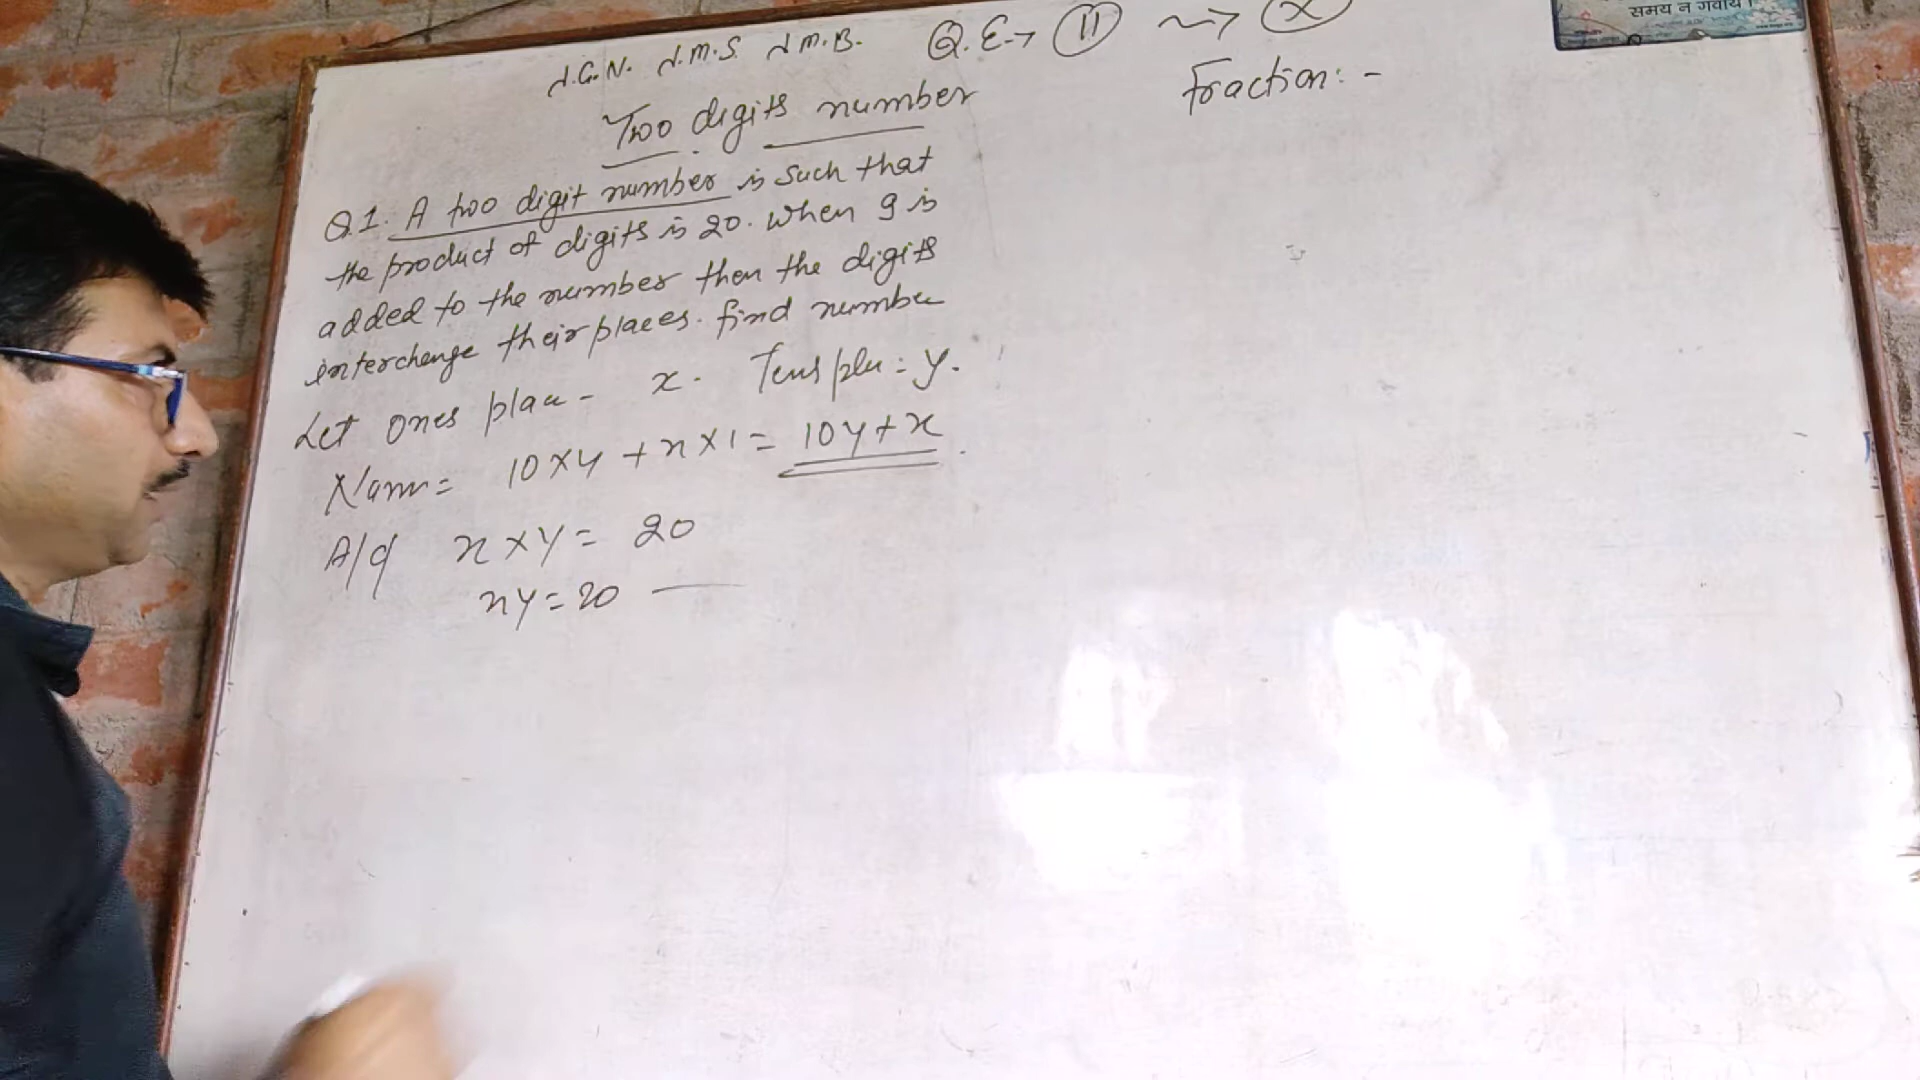 J.G.N. J.M.S. J.M.B. Q.E.→ 11 → X
समय न गवाये।
Two digits number
Fraction:-
Q.1. A two digit number is such that
the product of digits is 20. When 9 is
added to the number then the digits
interchange their places. find number
Let ones place - x. Tens place = y.
10×y + x×1 = 10y+x
A/q x×y = 20
xy=20